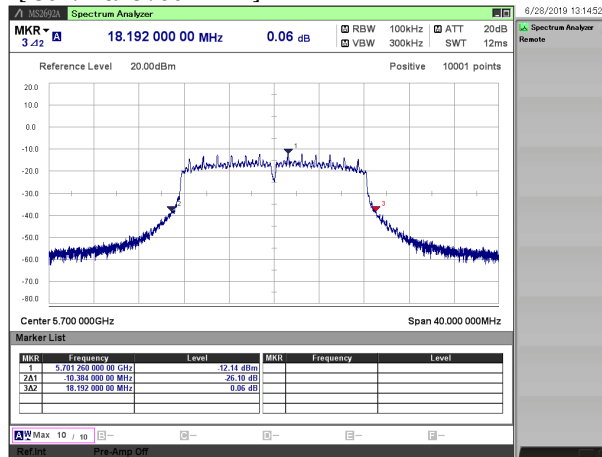 MS2692A Spectrum Analyzer
6/28/2019 13:14:52
MKR
3 Δ2 A 18.192 000 00 MHz 0.06 dB
M RBW 100kHz M ATT 20dB
M VBW 300kHz SWT 12ms
Spectrum Analyzer
Remote
Reference Level 20.00dBm Positive 10001 points
20.0
10.0
0.0
-10.0
1
-20.0
-30.0
2
3
-40.0
-50.0
-60.0
-70.0
-80.0
Center 5.700 000GHz Span 40.000 000MHz
Marker List
MKR Frequency Level MKR Frequency Level
1 5.701 260 000 00 GHz -12.14 dBm
2Δ1 -10.384 000 00 MHz -26.10 dB
3Δ2 18.192 000 00 MHz 0.06 dB
A W Max 10 / 10 B-- C-- D-- E-- F--
Ref.Int Pre-Amp Off